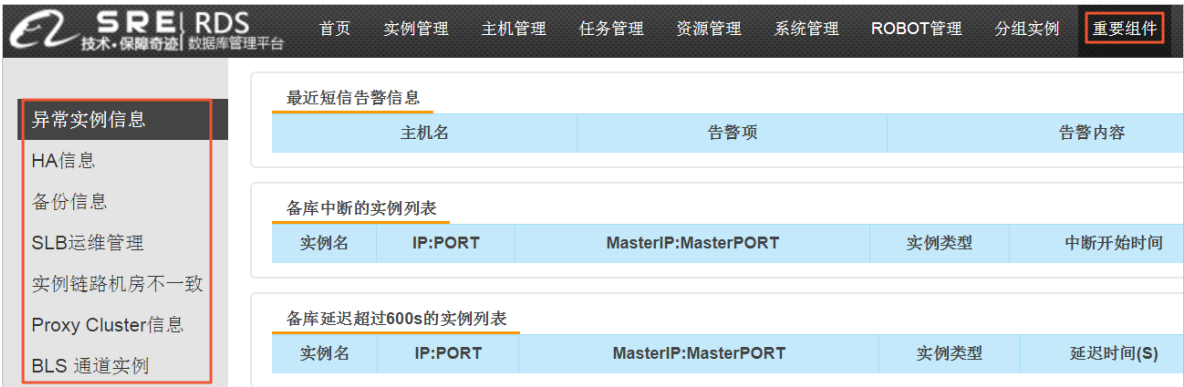 SRE RDS
技术·保障奇迹 数据库管理平台
首页 实例管理 主机管理 任务管理 资源管理 系统管理 ROBOT管理 分组实例 重要组件
异常实例信息
HA信息
备份信息
SLB运维管理
实例链路机房不一致
Proxy Cluster信息
BLS 通道实例
最近短信告警信息
主机名 告警项 告警内容
备库中断的实例列表
实例名 IP:PORT MasterIP:MasterPORT 实例类型 中断开始时间
备库延迟超过600s的实例列表
实例名 IP:PORT MasterIP:MasterPORT 实例类型 延迟时间(S)